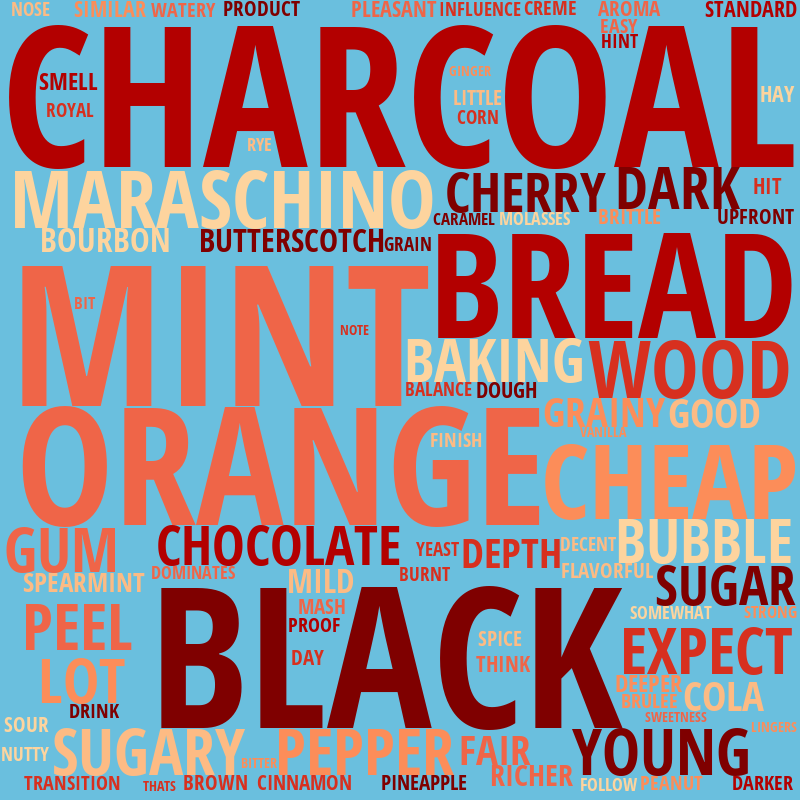 NOSE SIMILAR WATERY PRODUCT PLEASANT INFLUENCE CREME AROMA STANDARD
EASY
HINT
CHARCOAL
SMELL
GINGER
LITTLE
HAY
ROYAL
CORN
RYE
MARASCHINO
CHERRY
DARK
HIT
CARAMEL
MOLASSES
BRITTLE
UPFRONT
BOURBON
BUTTERSCOTCH
GRAIN
BREAD
MINT
BIT
NOTE
BAKING
WOOD
BALANCE
DOUGH
GRAINY
GOOD
ORANGE
FINISH
VANILLA
CHEAP
GUM
CHOCOLATE
YEAST
DEPTH
DECENT
BUBBLE
SPEARMINT
DOMINATES
MILD
BURNT
FLAVORFUL
SUGAR
BLACK
PEEL
MASH
PROOF
SOMEWHAT
STRONG
SPICE
EXPECT
DAY
THINK
LOT
DEEPER
BRULEE
COLA
DRINK
SWEETNESS
SOUR
LINGERS
NUTTY
SUGARY
BITTER
PEPPER
FAIR
YOUNG
RICHER
TRANSITION
THATS
BROWN
CINNAMON
PINEAPPLE
FOLLOW
PEANUT
DARKER